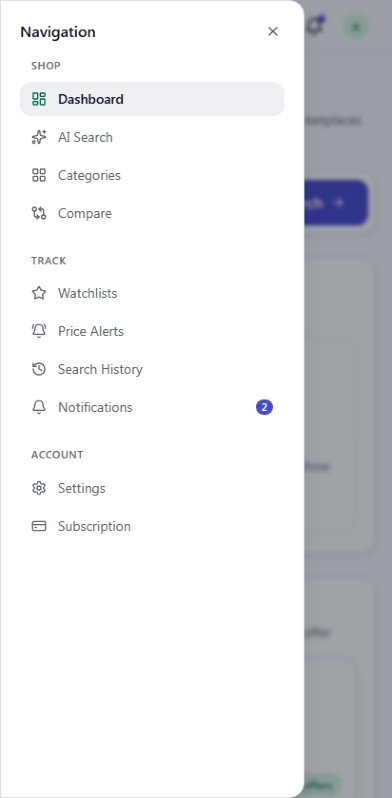 Navigation
SHOP
Dashboard
AI Search
Categories
Compare
TRACK
Watchlists
Price Alerts
Search History
Notifications
2
ACCOUNT
Settings
Subscription
A